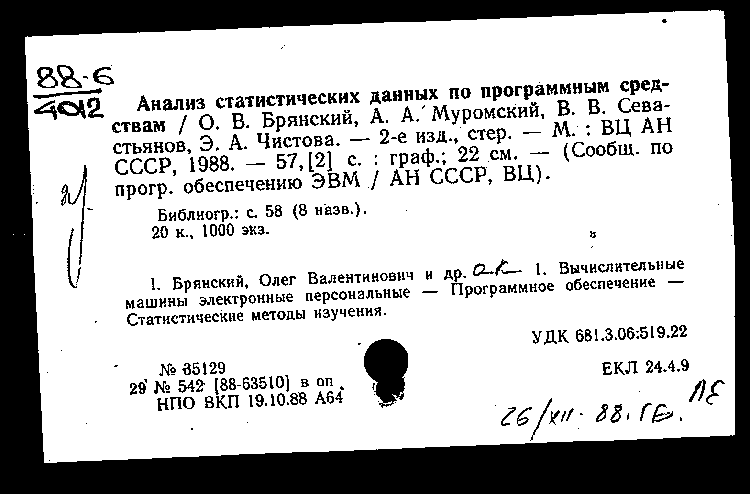 88-6
4012
Анализ статистических данных по программным сред-
ствам / О. В. Брянский, А. А. Муромский, В. В. Сева-
стьянов, Э. А. Чистова. — 2-е изд., стер. — М. : ВЦ АН
СССР, 1988. — 57,[2] с. : граф.; 22 см. — (Сообщ. по
прогр. обеспечению ЭВМ / АН СССР, ВЦ).
Библиогр.: с. 58 (8 назв.).
20 к., 1000 экз.
1. Брянский, Олег Валентинович и др. 1. Вычислительные
машины электронные персональные — Программное обеспечение —
Статистические методы изучения.
УДК 681.3.06:519.22
№ 35129
ЕКЛ 24.4.9
29 № 542 [88-63510] в оп.
НПО ВКП 19.10.88 А64
26/XII-88.